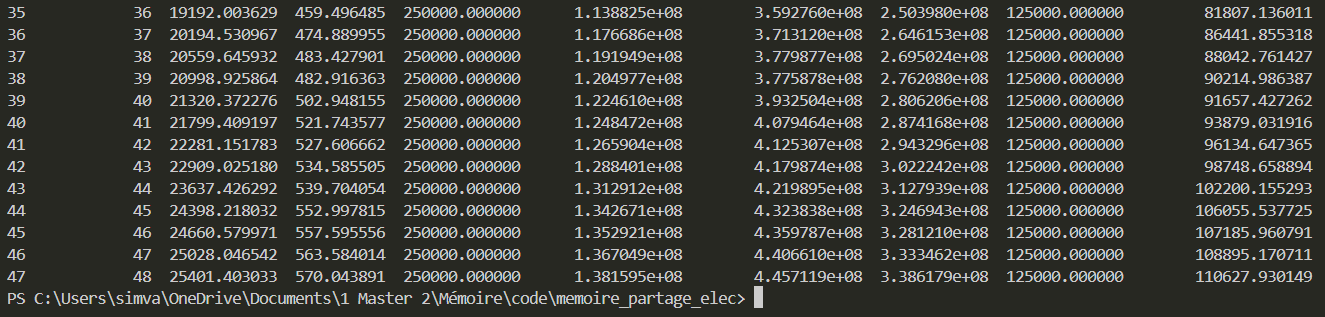 35 36 19192.003629 459.496485 250000.000000 1.138825e+08 3.592760e+08 2.503980e+08 125000.000000 81807.136011
36 37 20194.530967 474.889955 250000.000000 1.176686e+08 3.713120e+08 2.646153e+08 125000.000000 86441.855318
37 38 20559.645932 483.427901 250000.000000 1.191949e+08 3.779877e+08 2.695024e+08 125000.000000 88042.761427
38 39 20998.925864 482.916363 250000.000000 1.204977e+08 3.775878e+08 2.762080e+08 125000.000000 90214.986387
39 40 21320.372276 502.948155 250000.000000 1.224610e+08 3.932504e+08 2.806206e+08 125000.000000 91657.427262
40 41 21799.409197 521.743577 250000.000000 1.248472e+08 4.079464e+08 2.874168e+08 125000.000000 93879.031916
41 42 22281.151783 527.606662 250000.000000 1.265904e+08 4.125307e+08 2.943296e+08 125000.000000 96134.647365
42 43 22909.025180 534.585505 250000.000000 1.288401e+08 4.179874e+08 3.022242e+08 125000.000000 98748.658894
43 44 23637.426292 539.704054 250000.000000 1.312912e+08 4.219895e+08 3.127939e+08 125000.000000 102200.155293
44 45 24398.218032 552.997815 250000.000000 1.342671e+08 4.323838e+08 3.246943e+08 125000.000000 106055.537725
45 46 24660.579971 557.595556 250000.000000 1.352921e+08 4.359787e+08 3.281210e+08 125000.000000 107185.960791
46 47 25028.046542 563.584014 250000.000000 1.367049e+08 4.406610e+08 3.333462e+08 125000.000000 108895.170711
47 48 25401.403033 570.043891 250000.000000 1.381595e+08 4.457119e+08 3.386179e+08 125000.000000 110627.930149
PS C:\Users\simva\OneDrive\Documents\1 Master 2\Mémoire\code\memoire_partage_elec>